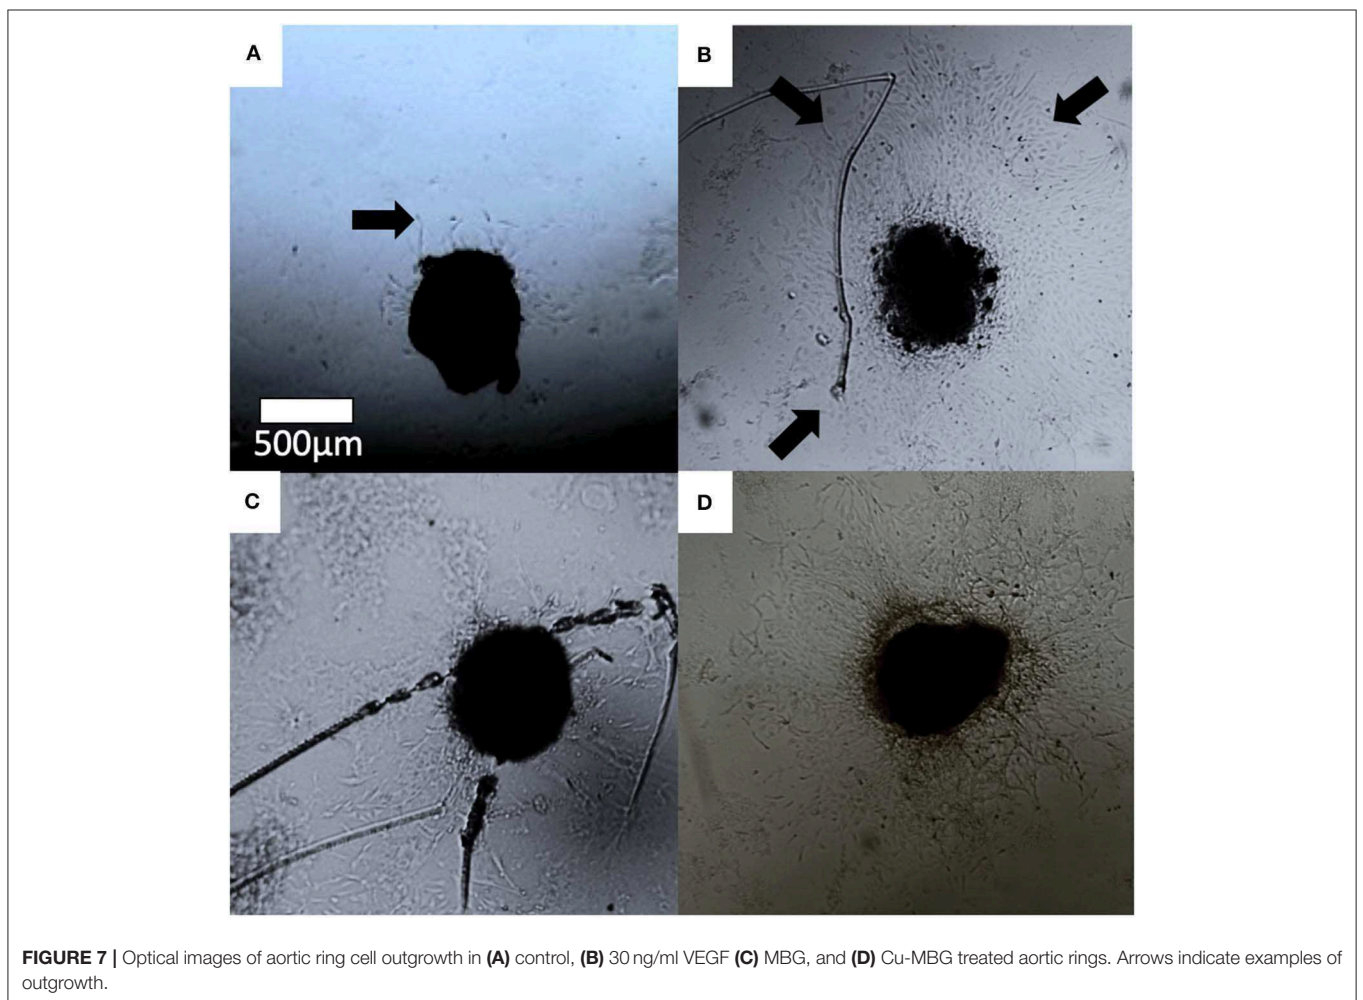 A
B
500µm
C
D
FIGURE 7 | Optical images of aortic ring cell outgrowth in (A) control, (B) 30 ng/ml VEGF (C) MBG, and (D) Cu-MBG treated aortic rings. Arrows indicate examples of
outgrowth.